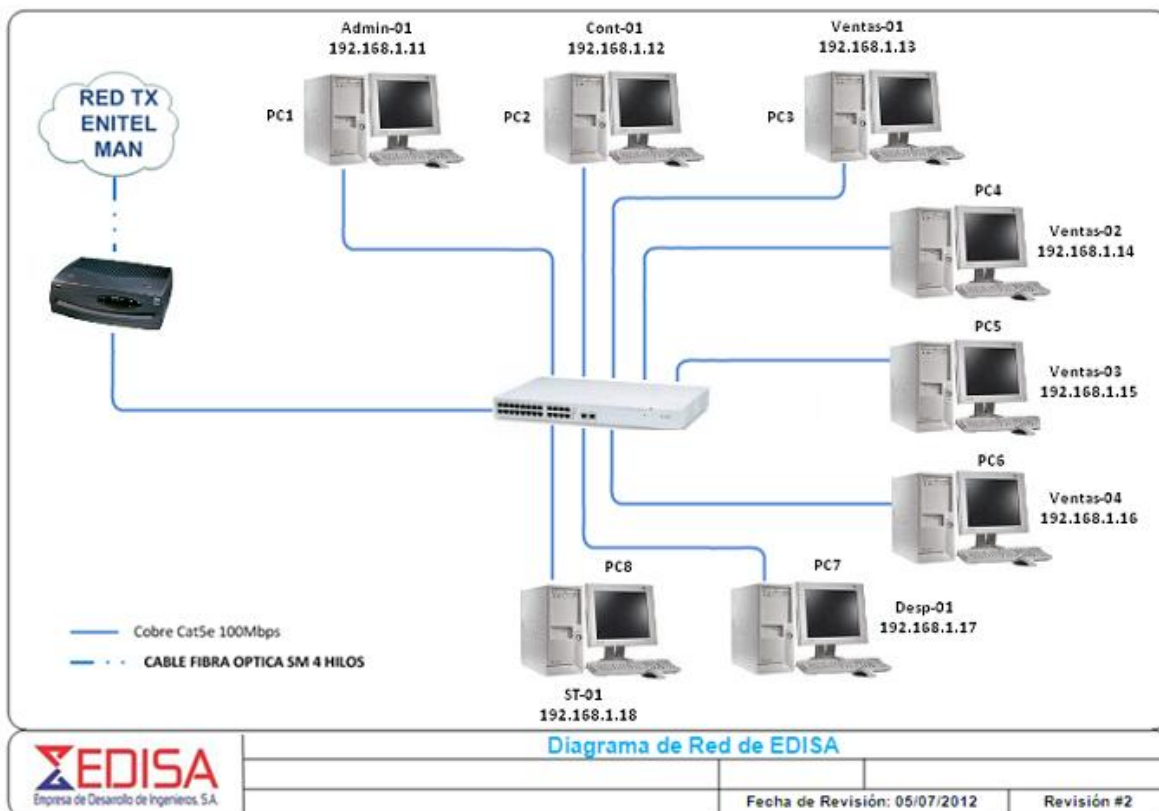 Admin-01
192.168.1.11
Cont-01
192.168.1.12
Ventas-01
192.168.1.13
RED TX
ENITEL
MAN
PC1
PC2
PC3
PC4
Ventas-02
192.168.1.14
PC5
Ventas-03
192.168.1.15
PC6
Ventas-04
192.168.1.16
PC8
PC7
Desp-01
192.168.1.17
Cobre Cat5e 100Mbps
CABLE FIBRA OPTICA SM 4 HILOS
ST-01
192.168.1.18
Diagrama de Red de EDISA
EDISA
Empresa de Desarollo de Ingenieros, S.A.
Fecha de Revisión: 05/07/2012
Revisión #2